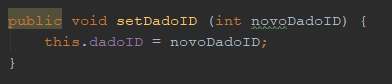 public void setDadoID (int novoDadoID) {
    this.dadoID = novoDadoID;
}